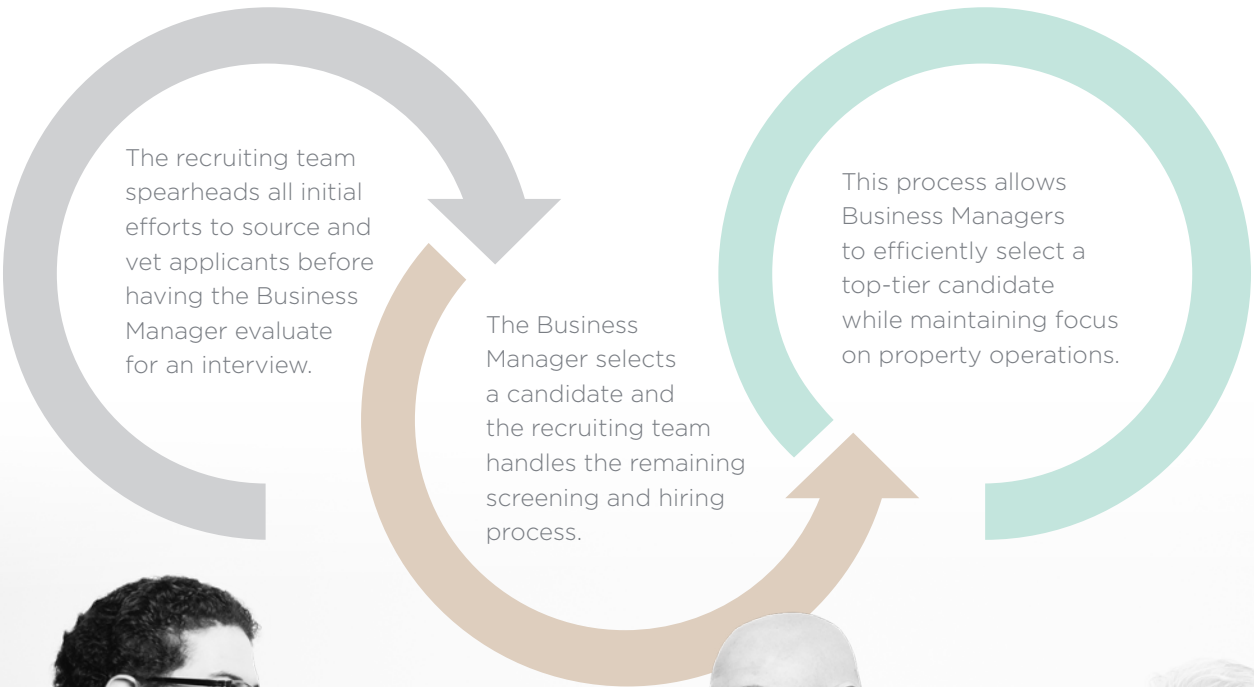 The recruiting team
spearheads all initial
efforts to source and
vet applicants before
having the Business
Manager evaluate
for an interview.
The Business
Manager selects
a candidate and
the recruiting team
handles the remaining
screening and hiring
process.
This process allows
Business Managers
to efficiently select a
top-tier candidate
while maintaining focus
on property operations.